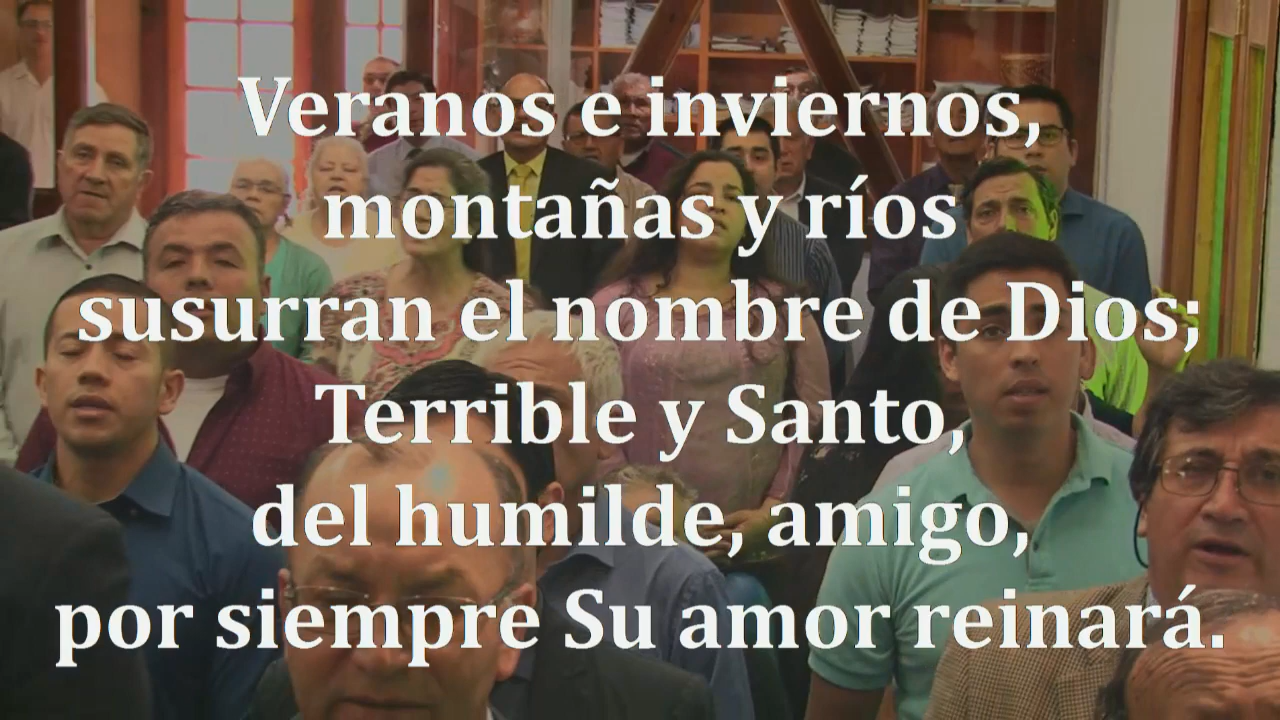 Veranos e inviernos,
montañas y ríos
susurran el nombre de Dios;
Terrible y Santo,
del humilde, amigo,
por siempre Su amor reinará.